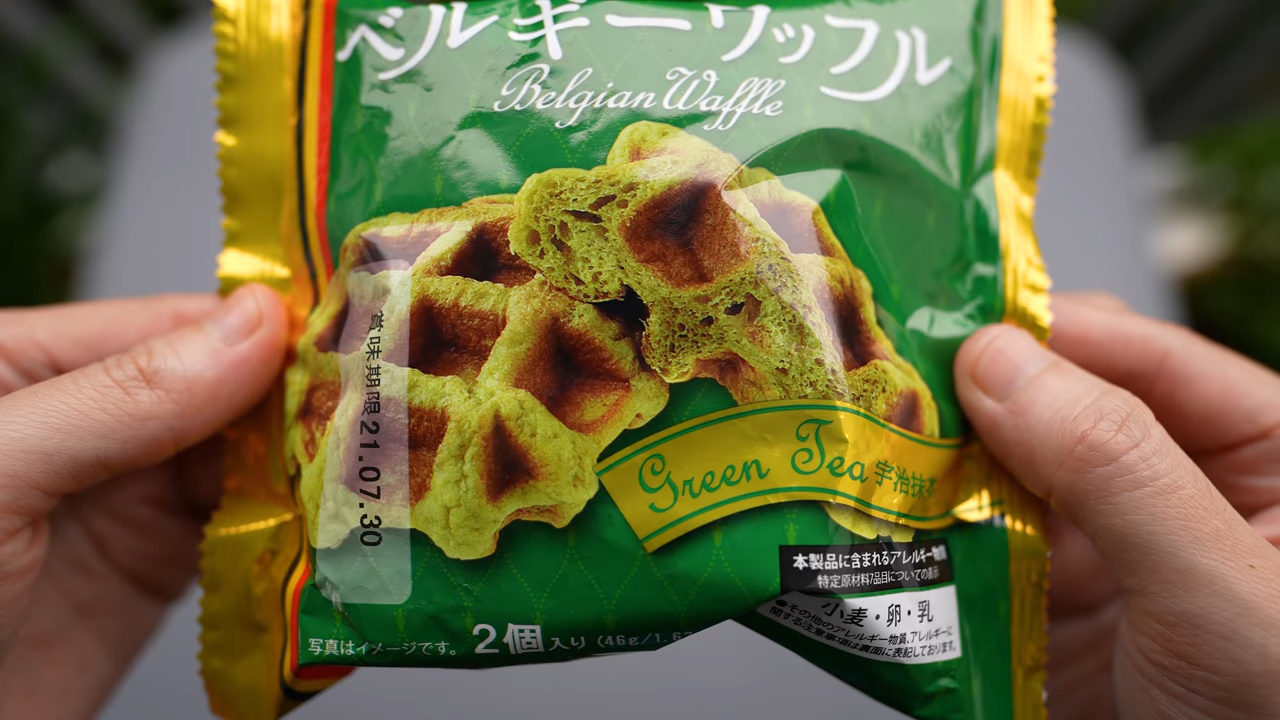 ベルギーワッフル
Belgian Waffle
賞味期限21.07.30
Green Tea 宇治抹茶
本製品に含まれるアレルギー物質
特定原材料7品目についての表示
小麦・卵・乳
●その他のアレルギー物質、アレルギーに
関する注意事項は裏面に表記しております。
写真はイメージです。 2個入り (46g/1.62